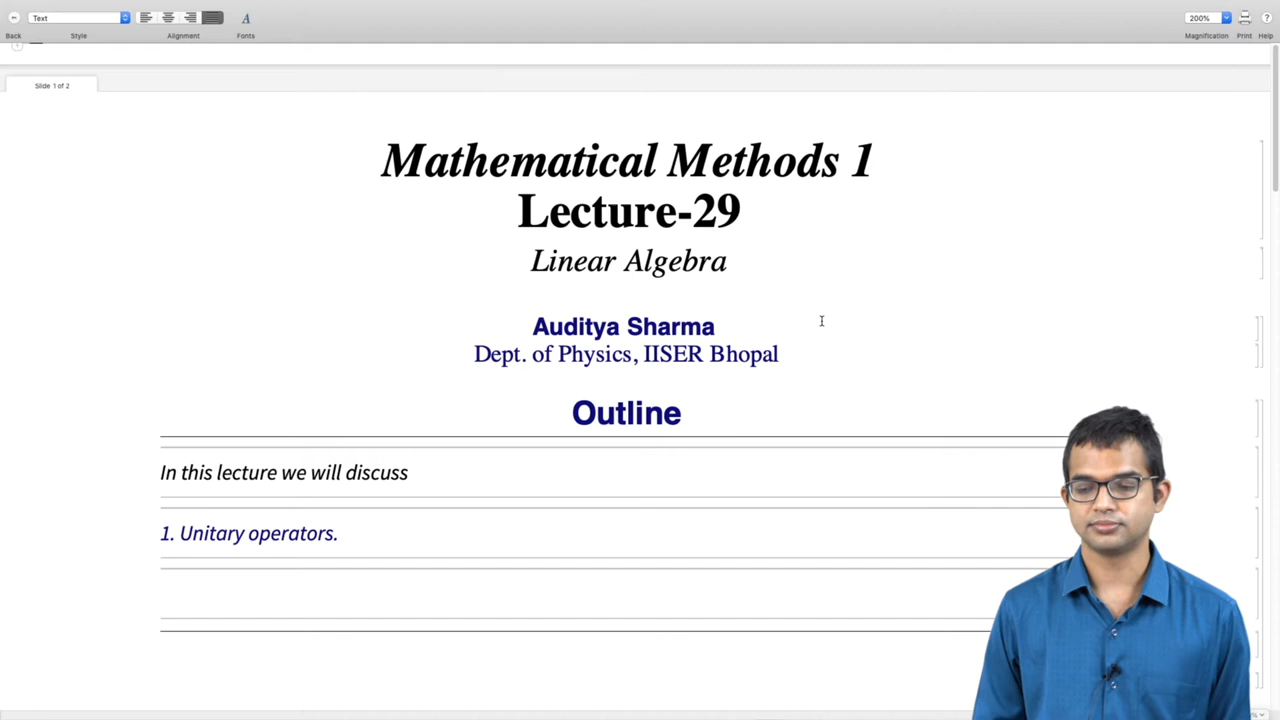 Text
200%
Back
Style
Alignment
Fonts
Magnification
Print
Help
Slide 1 of 2
Mathematical Methods 1
Lecture-29
Linear Algebra
Auditya Sharma
Dept. of Physics, IISER Bhopal
Outline
In this lecture we will discuss
1. Unitary operators.